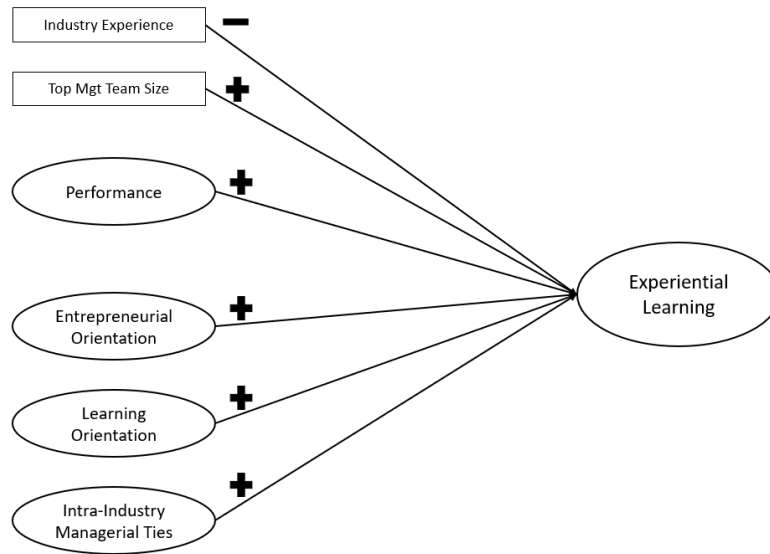 Industry Experience
Top Mgt Team Size
Performance
Entrepreneurial
Orientation
Learning
Orientation
Intra-Industry
Managerial Ties
Experiential
Learning